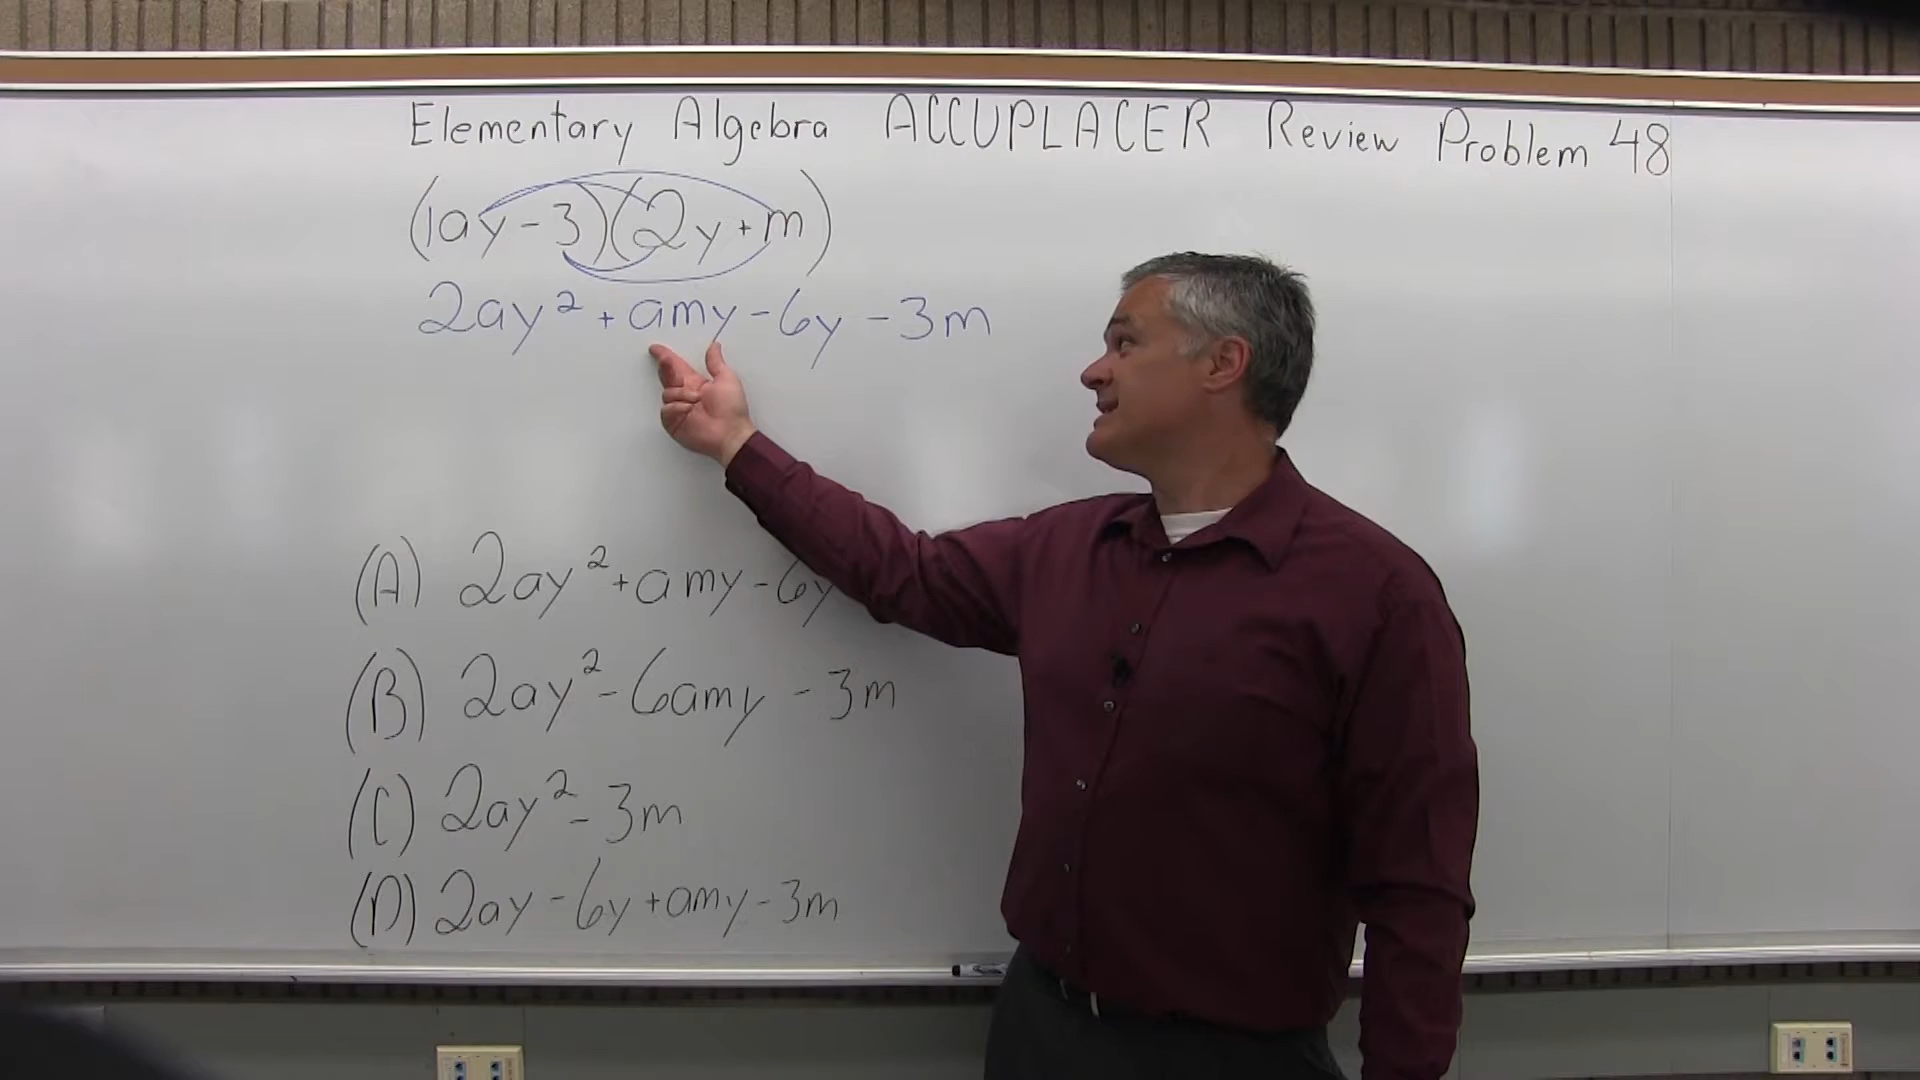 Elementary Algebra ACCUPLACER Review Problem 48
(1ay-3)(2y+m)
2ay²+amy-6y-3m
(A) 2ay²+amy-6y
(B) 2ay²-6amy-3m
(C) 2ay²-3m
(D) 2ay-6y+amy-3m